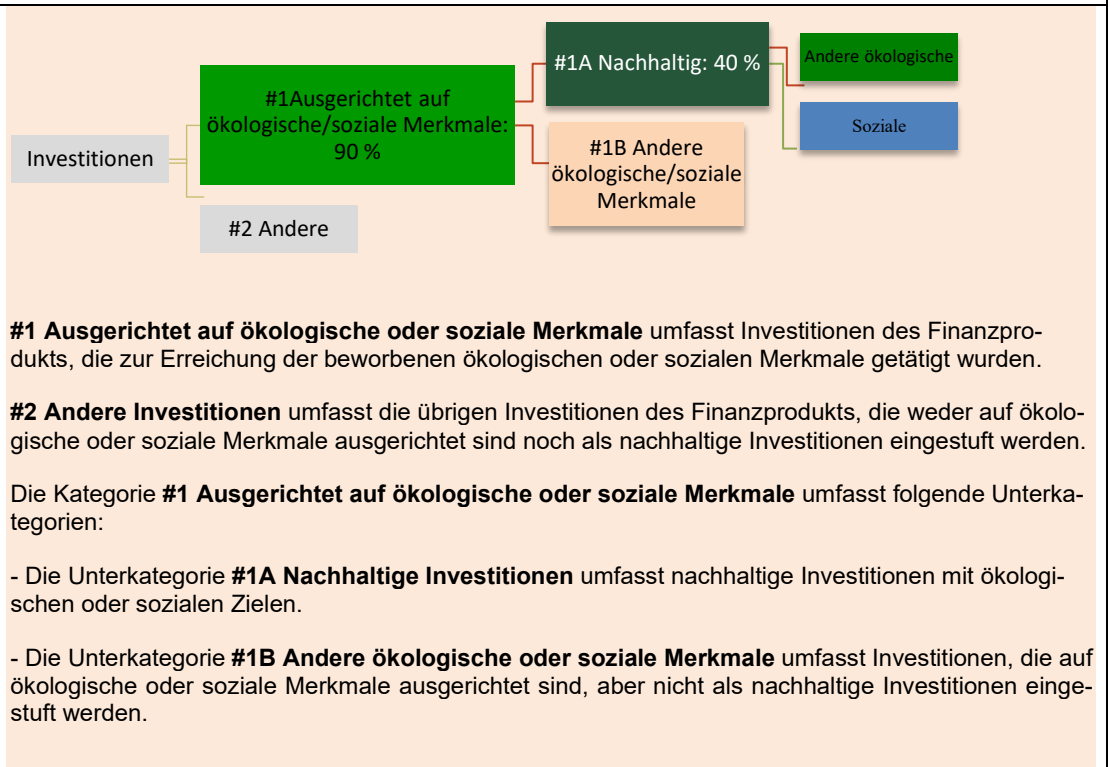 Investitionen
#1Ausgerichtet auf
ökologische/soziale Merkmale:
90 %
#2 Andere
#1A Nachhaltig: 40 %
#1B Andere
ökologische/soziale
Merkmale
Andere ökologische
Soziale
#1 Ausgerichtet auf ökologische oder soziale Merkmale umfasst Investitionen des Finanzpro-
dukts, die zur Erreichung der beworbenen ökologischen oder sozialen Merkmale getätigt wurden.
#2 Andere Investitionen umfasst die übrigen Investitionen des Finanzprodukts, die weder auf ökolo-
gische oder soziale Merkmale ausgerichtet sind noch als nachhaltige Investitionen eingestuft werden.
Die Kategorie #1 Ausgerichtet auf ökologische oder soziale Merkmale umfasst folgende Unterka-
tegorien:
- Die Unterkategorie #1A Nachhaltige Investitionen umfasst nachhaltige Investitionen mit ökologi-
schen oder sozialen Zielen.
- Die Unterkategorie #1B Andere ökologische oder soziale Merkmale umfasst Investitionen, die auf
ökologische oder soziale Merkmale ausgerichtet sind, aber nicht als nachhaltige Investitionen einge-
stuft werden.